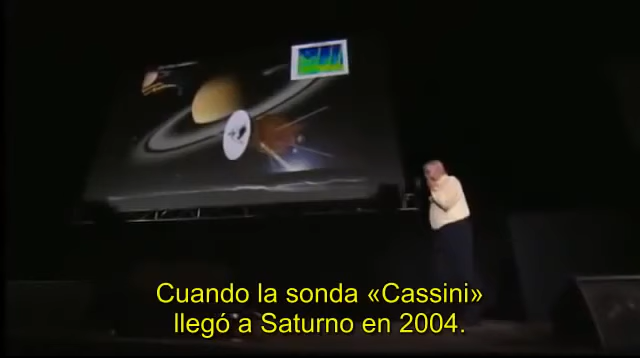 Cuando la sonda «Cassini»
llegó a Saturno en 2004.